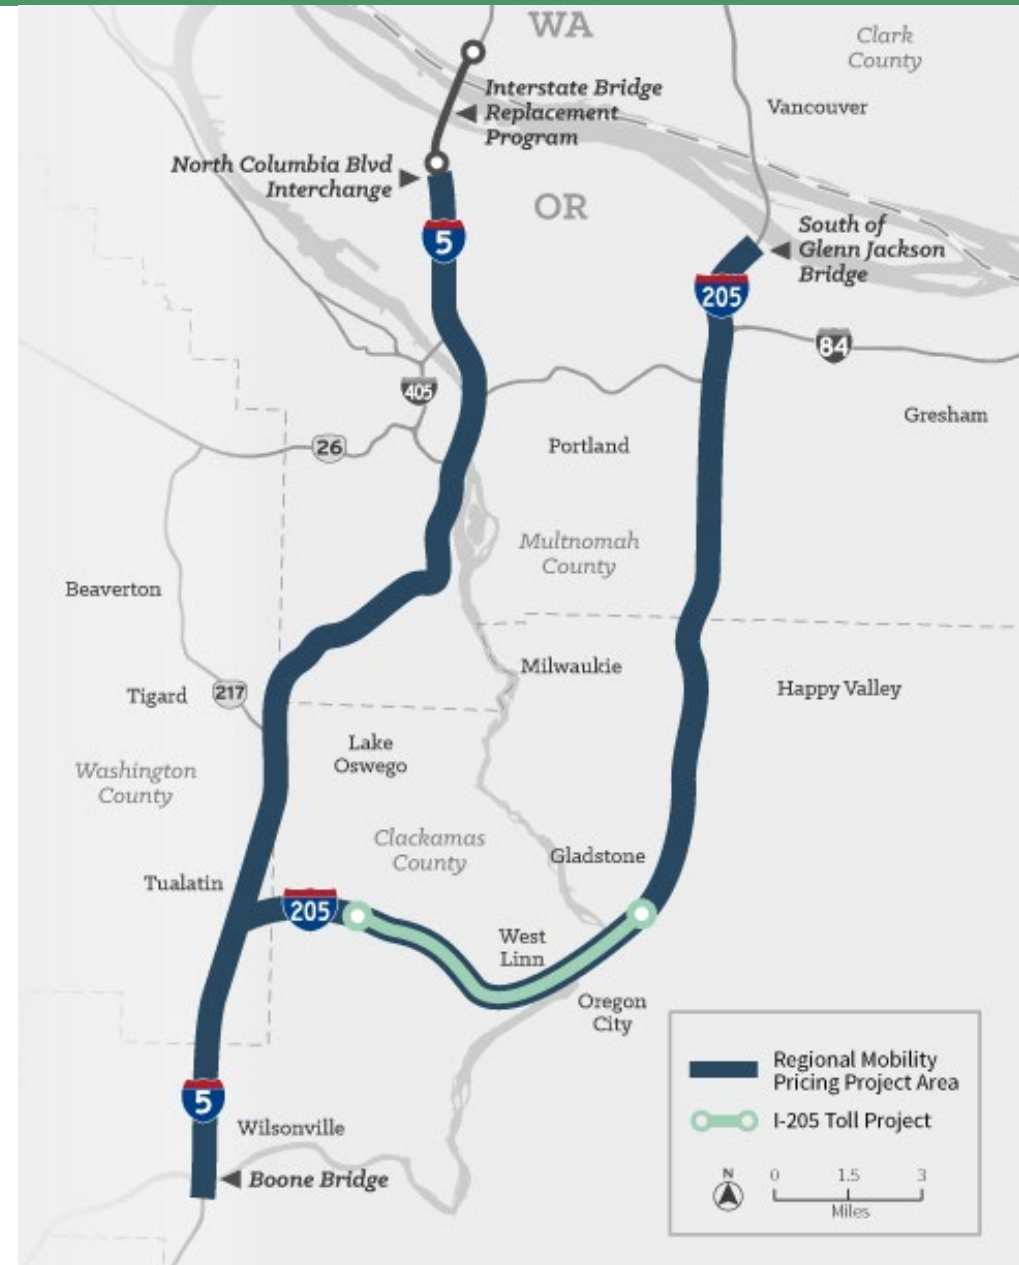 WA
Clark
County
Interstate Bridge
Replacement
Program
Vancouver
North Columbia Blvd
Interchange
OR
5
South of
Glenn Jackson
Bridge
205
84
405
Gresham
26
Portland
Multnomah
County
Beaverton
Milwaukie
Happy Valley
Tigard
217
Lake
Oswego
Washington
County
Clackamas
County
Gladstone
Tualatin
205
West
Linn
Oregon
City
Regional Mobility
Pricing Project Area
I-205 Toll Project
5
Wilsonville
Boone Bridge
N
0 1.5 3
Miles